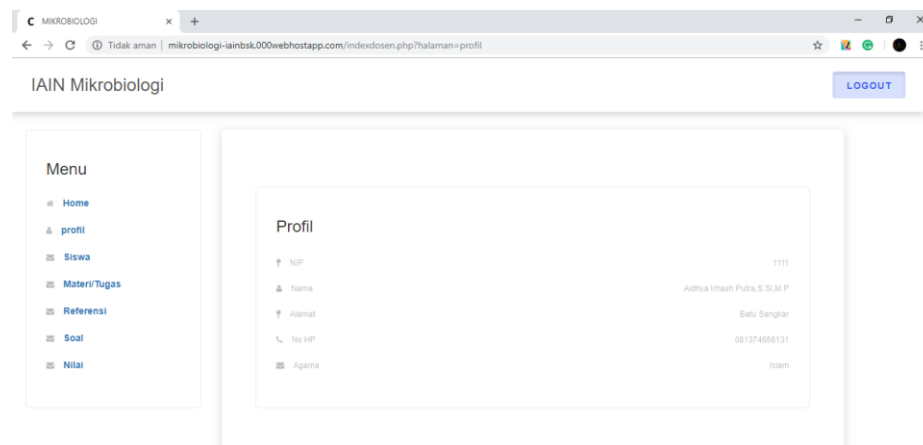 MIKROBIOLOGI
Tidak aman | mikrobiologi-iainbsk.000webhostapp.com/indexdosen.php?halaman=profil
IAIN Mikrobiologi
LOGOUT
Menu
Home
profil
Siswa
Materi/Tugas
Referensi
Soal
Nilai
Profil
NIP 1111
Nama Aidhya Irhash Putra,S.Si,M.P
Alamat Batu Sangkar
No HP 081374656131
Agama Islam